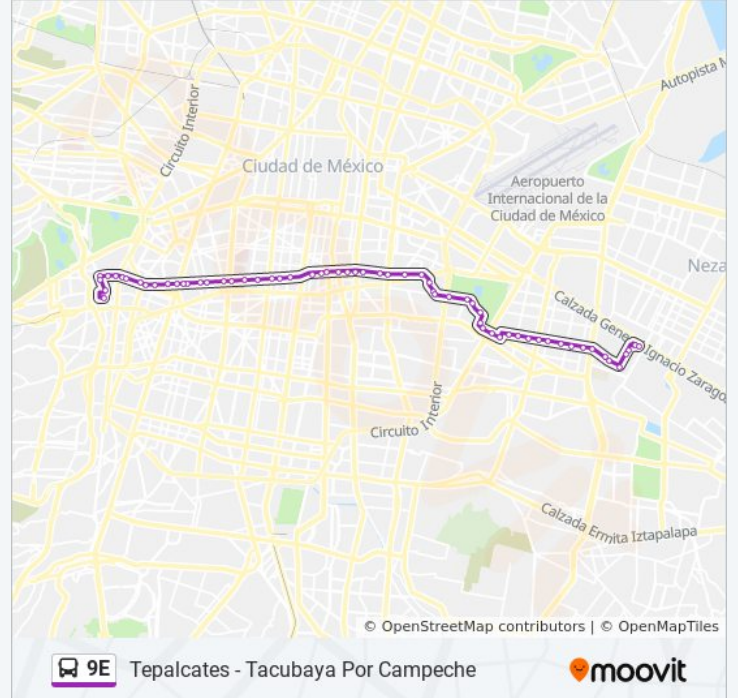 Autopista M
Circuito Interior
Ciudad de México
Aeropuerto
Internacional de la
Ciudad de México
Neza
Calzada General Ignacio Zarago
Circuito Interior
Calzada Ermita Iztapalapa
© OpenStreetMap contributors | © OpenMapTiles
9E Tepalcates - Tacubaya Por Campeche
moovit